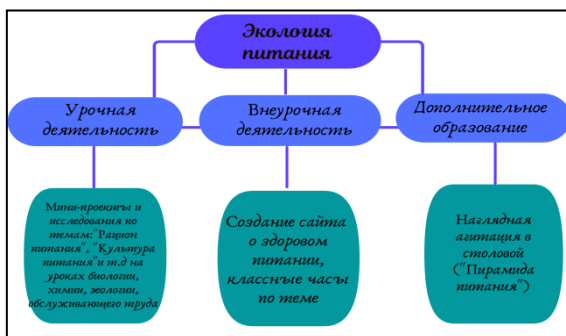 Экология
питания
Урочная
деятельность
Внеурочная
деятельность
Дополнительное
образование
Мини-проекты и
исследования по
темам:"Рацион
питания", "Культура
питания"и т.д на
уроках биологии,
химии, экологии,
обслуживающего труда
Создание сайта
о здоровом
питании,
классные часы
по теме
Наглядная
агитация в
столовой
("Пирамида
питания")